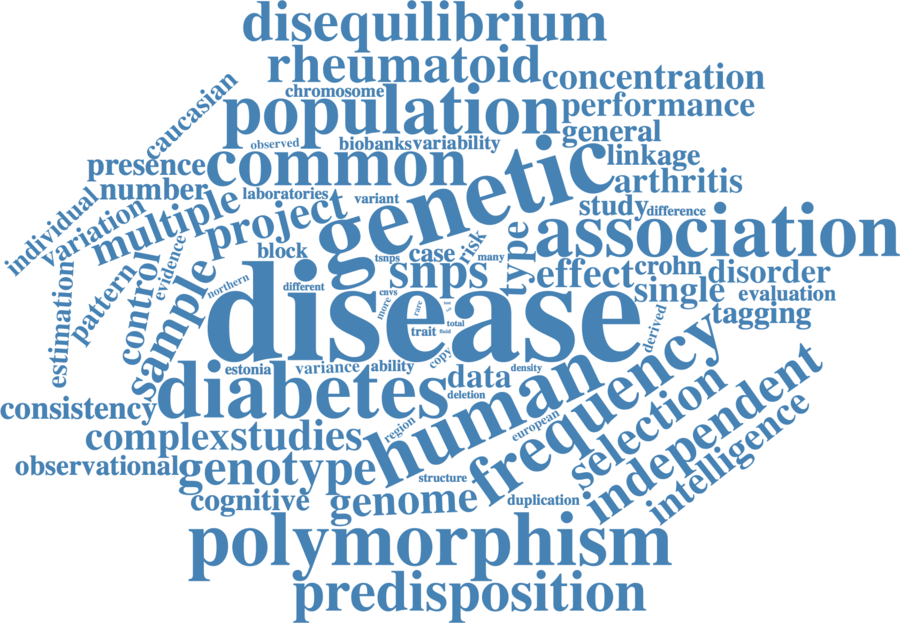 disequilibrium
rheumatoid
concentration
chromosome
caucasian
population
performance
general
observed
biobanks
variability
presence
common
genetic
linkage
number
laboratories
variant
arthritis
individual
variation
multiple
project
study
difference
association
evidence
block
tsnps
case
risk
many
type
snps
effect
crohn
disorder
estimation
pattern
control
sample
northern
different
cnvs
more
rare
disease
single
evaluation
tagging
total
trait
fluid
derived
copy
estonia
variance
ability
density
diabetes
data
deletion
human
frequency
consistency
complex
studies
region
european
selection
independent
intelligence
observational
genotype
structure
cognitive
genome
duplication
polymorphism
predisposition